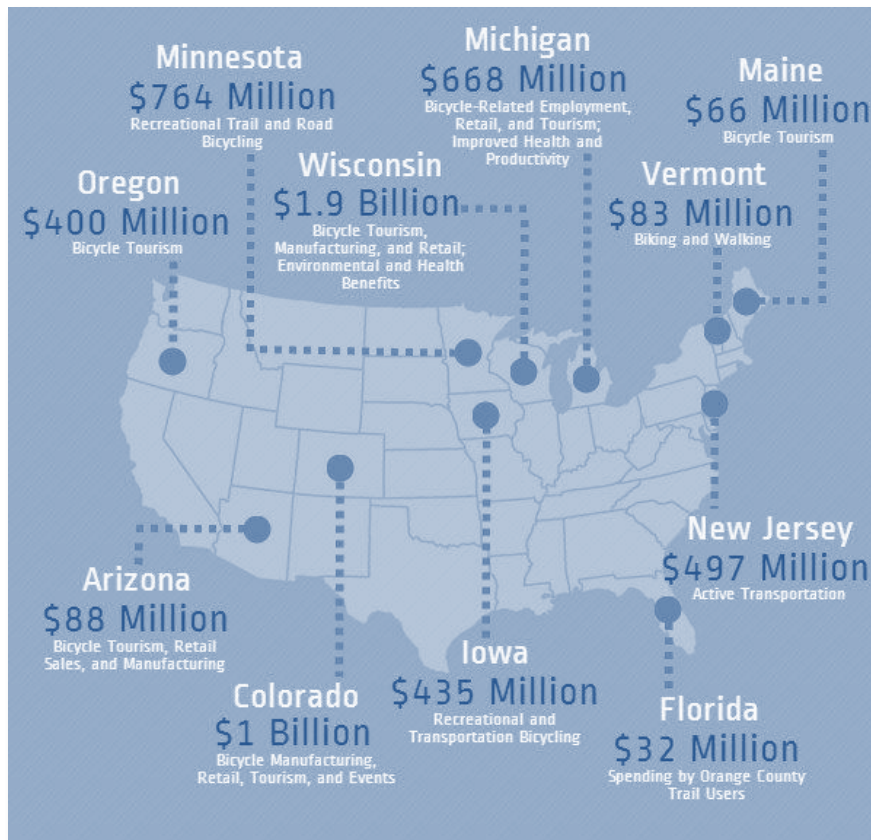 Minnesota
$764 Million
Recreational Trail and Road
Bicycling
Michigan
$668 Million
Bicycle-Related Employment,
Retail, and Tourism;
Improved Health and
Productivity
Maine
$66 Million
Bicycle Tourism
Oregon
$400 Million
Bicycle Tourism
Wisconsin
$1.9 Billion
Bicycle Tourism,
Manufacturing, and Retail;
Environmental and Health
Benefits
Vermont
$83 Million
Biking and Walking
Arizona
$88 Million
Bicycle Tourism, Retail
Sales, and Manufacturing
Colorado
$1 Billion
Bicycle Manufacturing,
Retail, Tourism, and Events
Iowa
$435 Million
Recreational and
Transportation Bicycling
New Jersey
$497 Million
Active Transportation
Florida
$32 Million
Spending by Orange County
Trail Users